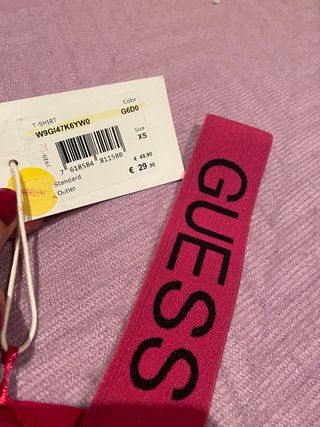 T-SHIRT
Color
W9GI47K6YW0
G6D0
Size
XS
7 618584 811580
€ 49.90
€ 29.90
Standard
Outlet
GUESS